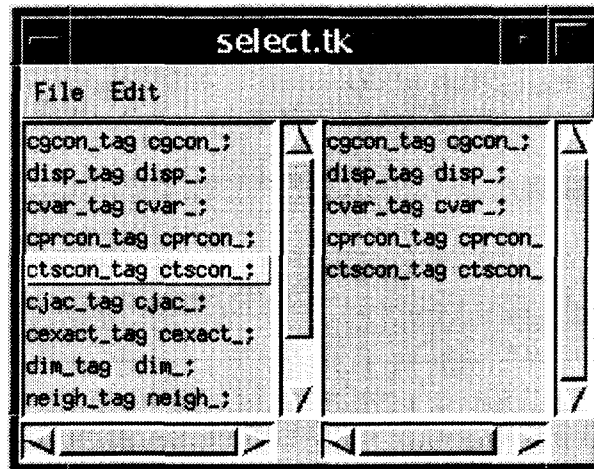 select.tk
File Edit
cgcon_tag cgcon_;
disp_tag disp_;
cvar_tag cvar_;
cprcon_tag cprcon_;
ctscon_tag ctscon_;
cjac_tag cjac_;
cexact_tag cexact_;
dim_tag dim_;
neigh_tag neigh_;
cgcon_tag cgcon_;
disp_tag disp_;
cvar_tag cvar_;
cprcon_tag cprcon_
ctscon_tag ctscon_